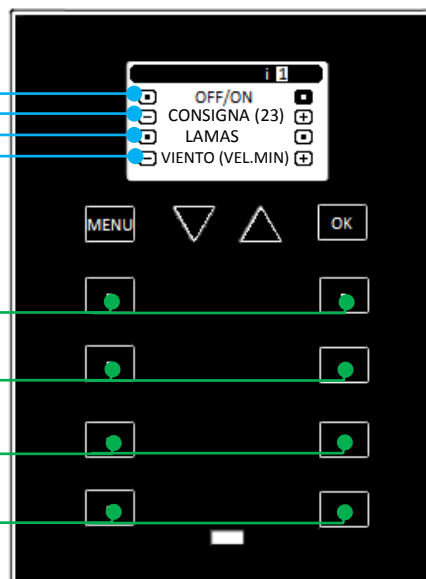 i 1
OFF/ON
CONSIGNA (23)
LAMAS
VIENTO (VEL.MIN)
MENU
OK